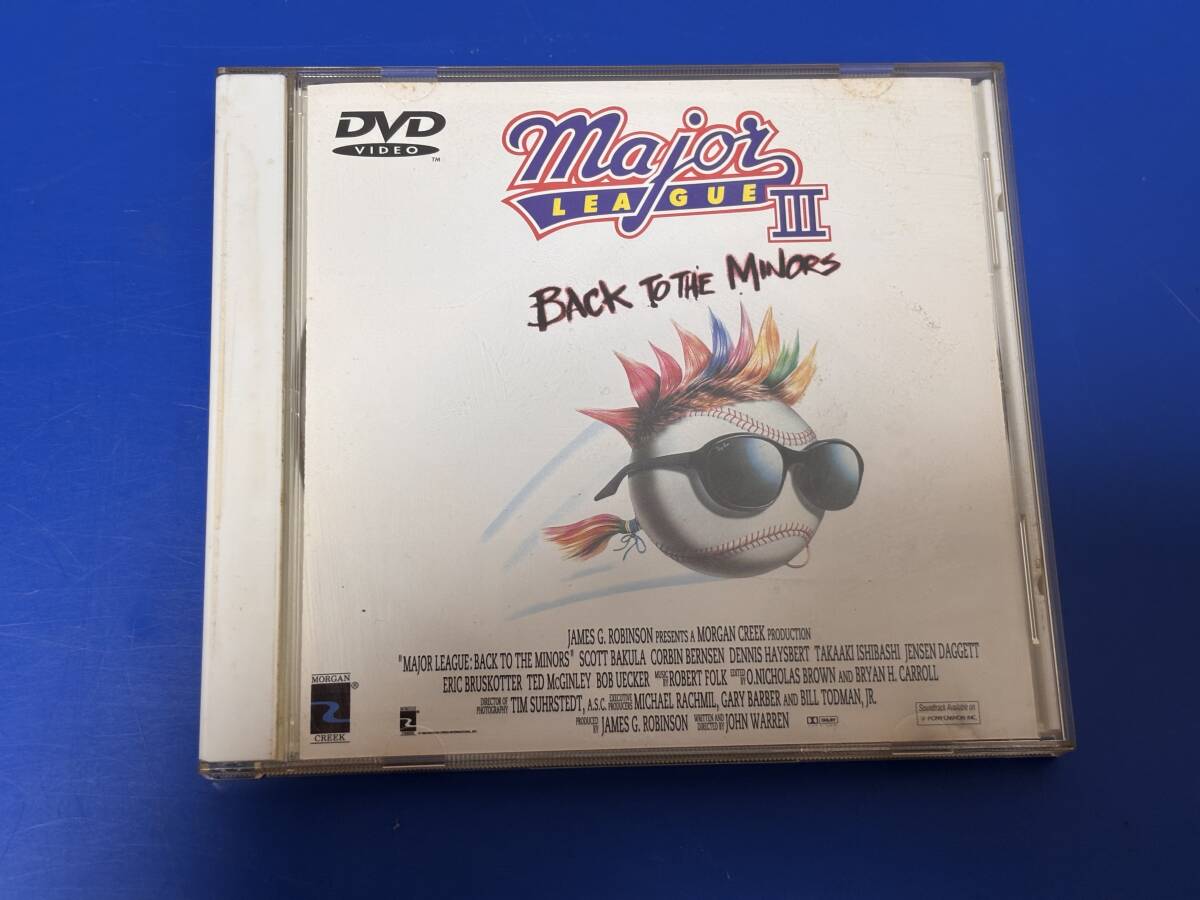 DVD
VIDEO
TM
Major
LEAGUE
III
BACK TO THE MINORS
Ray-Ban
JAMES G. ROBINSON PRESENTS A MORGAN CREEK PRODUCTION
"MAJOR LEAGUE: BACK TO THE MINORS" SCOTT BAKULA CORBIN BERNSEN DENNIS HAYSBERT TAKAAKI ISHIBASHI JENSEN DAGGETT
ERIC BRUSKOTTER TED McGINLEY BOB UECKER MUSIC BY ROBERT FOLK EDITED BY O. NICHOLAS BROWN AND BRYAN H. CARROLL
DIRECTOR OF PHOTOGRAPHY TIM SUHRSTEDT, A.S.C. EXECUTIVE PRODUCERS MICHAEL RACHMIL, GARY BARBER AND BILL TODMAN, JR.
PRODUCED BY JAMES G. ROBINSON WRITTEN AND DIRECTED BY JOHN WARREN DOLBY
MORGAN
CREEK
®
Soundtrack Available on